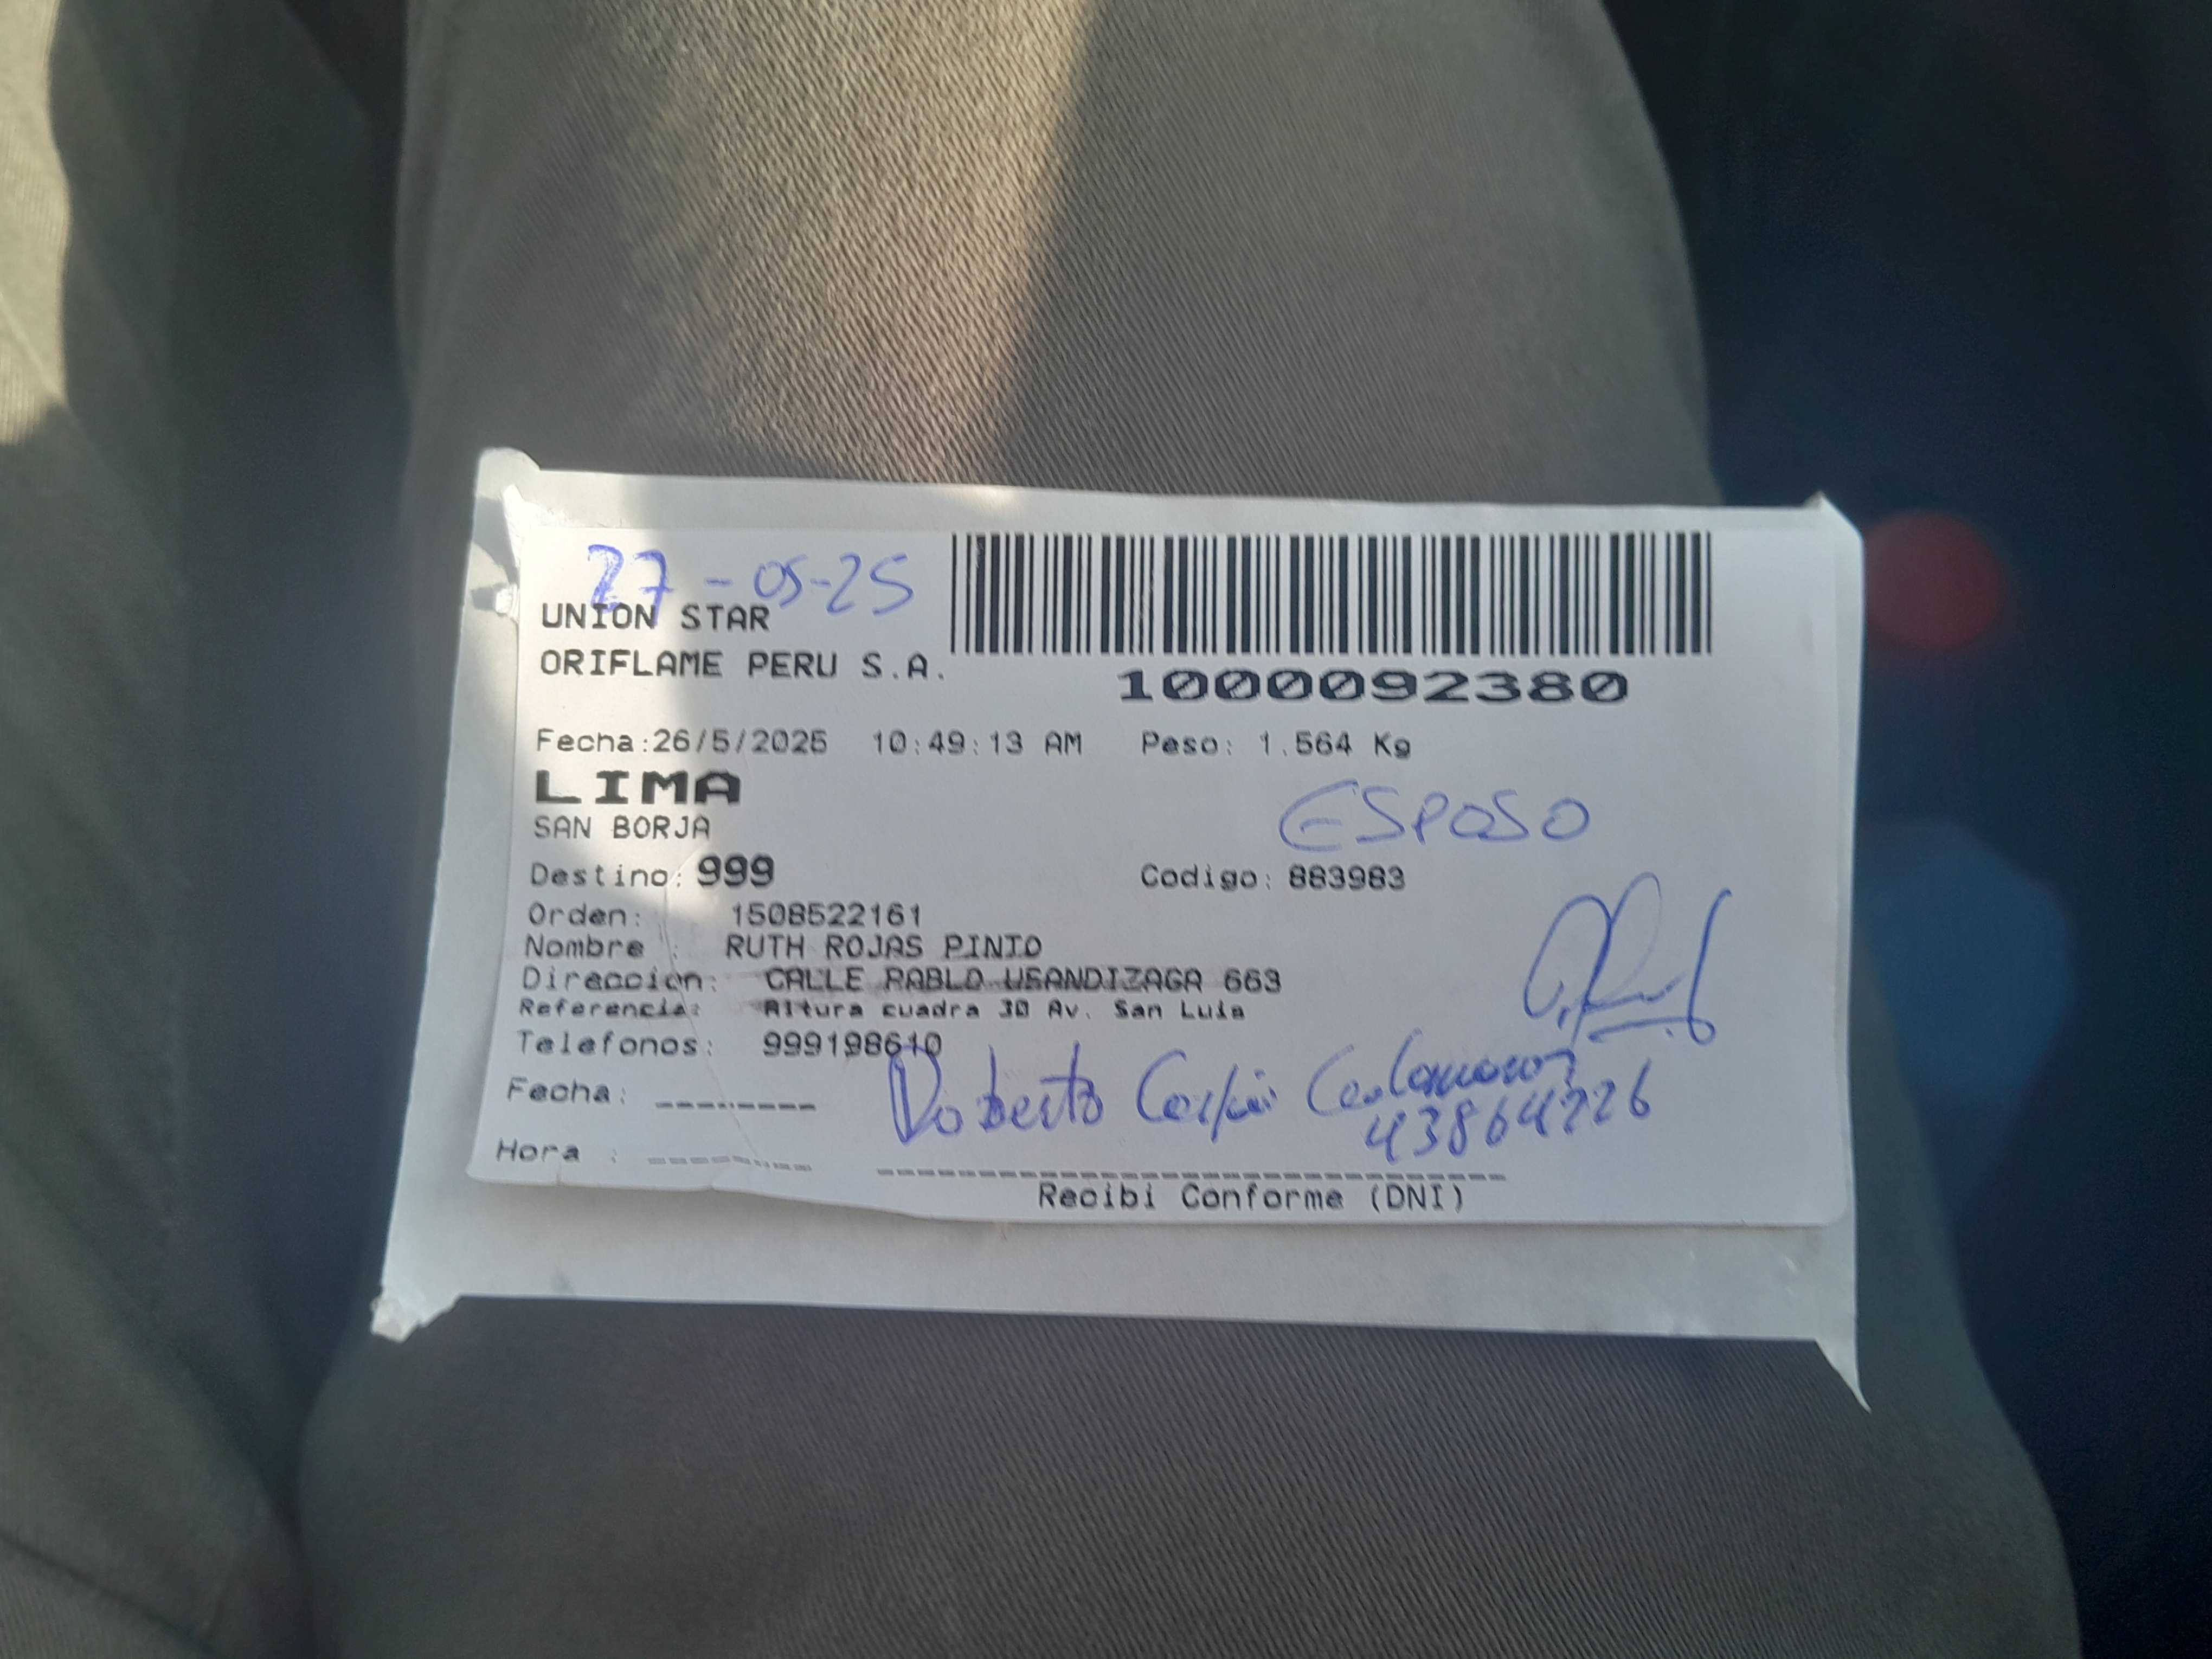 27-05-25
UNION STAR
ORIFLAME PERU S.A.
1000092380
Fecha:26/5/2025 10:49:13 AM Peso: 1.564 Kg
LIMA
ESPOSO
SAN BORJA
Destino: 999 Codigo: 883983
Orden: 1508522161
Nombre : RUTH ROJAS PINTO
Direccion: CALLE PABLO USANDIZAGA 663
Referencia: Altura cuadra 30 Av. San Luis
Telefonos: 999198610
Roberto
Fecha: --------
43864226
Hora : --------
Recibi Conforme (DNI)